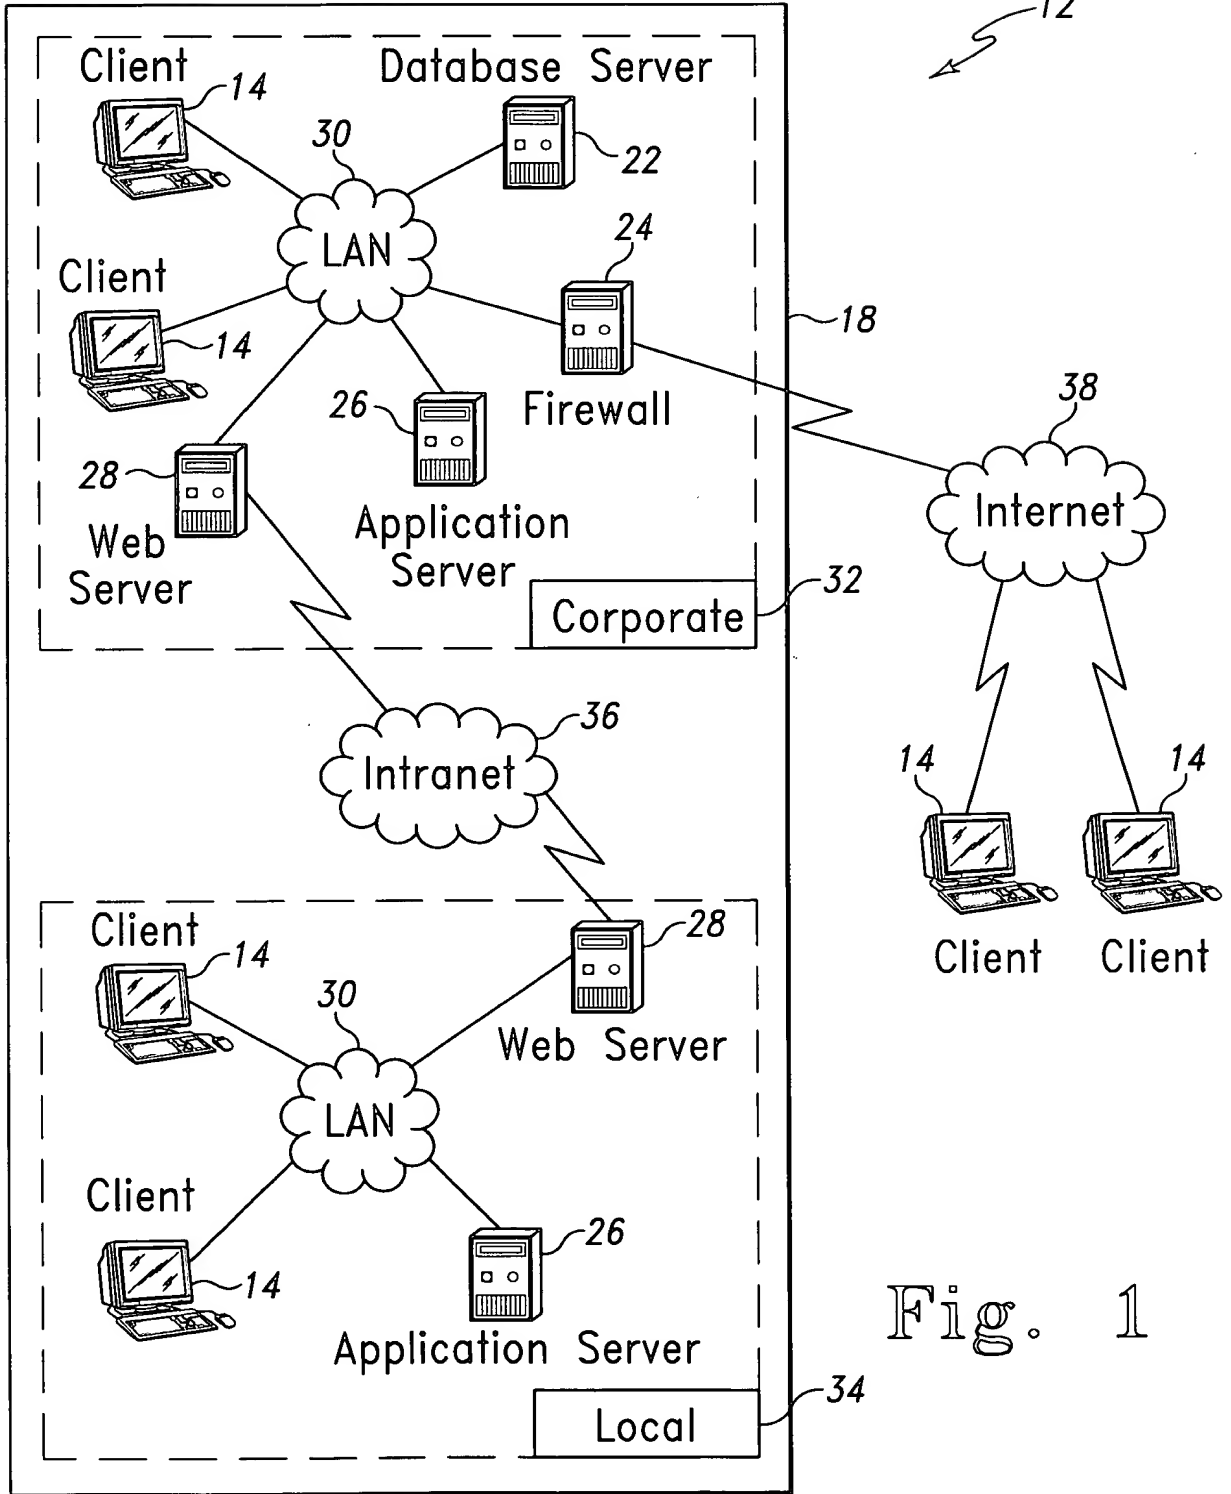 12
Client
14
Database Server
22
30
LAN
24
Client
14
18
26
Firewall
38
28
Web
Server
Application
Server
Internet
Corporate
32
36
Intranet
14
14
Client
14
28
Client
Client
30
Web Server
LAN
Client
14
26
Application Server
Fig. 1
34
Local